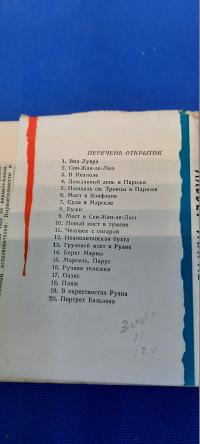 ПЕРЕЧЕНЬ ОТКРЫТОК
1. Вид Лувра
2. Сен-Жан-де-Люз
3. В Неаполе
4. Дождливый день в Париже
5. Площадь св. Троицы в Париже
6. Мост в Конфлане
7. Суда в Марселе
8. Бужи
9. Мост в Сен-Жан-де-Люз
10. Новый мост в тумане
11. Человек с сигарой
12. Неаполитанская бухта
13. Грузовой мост в Руане
14. Берег Марны
15. Марсель. Парус
16. Ручная тележка
17. Оазис
18. Пляж
19. В окрестностях Руана
20. Портрет Бальзака